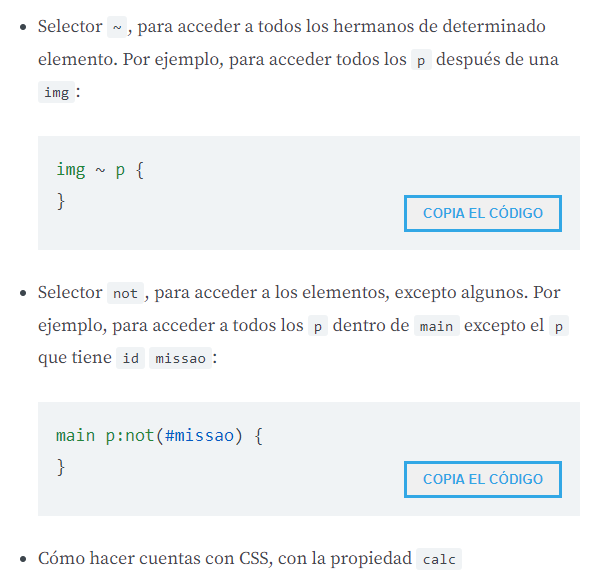 Selector ~, para acceder a todos los hermanos de determinado
elemento. Por ejemplo, para acceder todos los p después de una
img:
img ~ p {
}
COPIA EL CÓDIGO
Selector not, para acceder a los elementos, excepto algunos. Por
ejemplo, para acceder a todos los p dentro de main excepto el p
que tiene id missao:
main p:not(#missao) {
}
COPIA EL CÓDIGO
Cómo hacer cuentas con CSS, con la propiedad calc